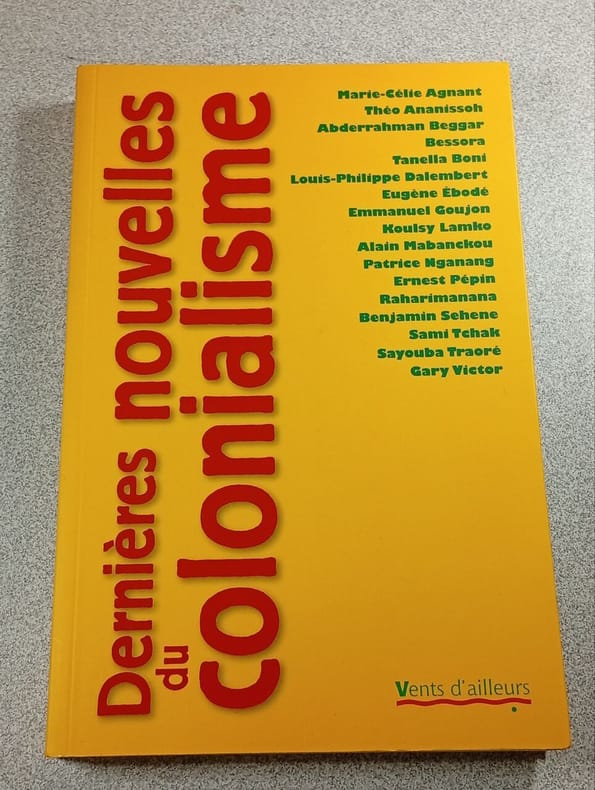 Dernières nouvelles
du
colonialisme
Marie-Célie Agnant
Théo Ananissoh
Abderrahman Beggar
Bessora
Tanella Boni
Louis-Philippe Dalembert
Eugène Ébodé
Emmanuel Goujon
Koulsy Lamko
Alain Mabanckou
Patrice Nganang
Ernest Pépin
Raharimanana
Benjamin Sehene
Sami Tchak
Sayouba Traoré
Gary Victor
Vents d'ailleurs